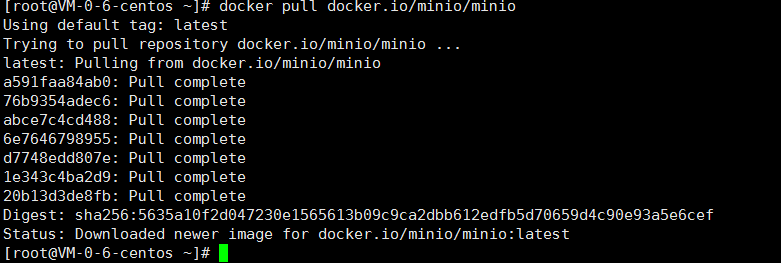 [root@VM-0-6-centos ~]# docker pull docker.io/minio/minio
Using default tag: latest
Trying to pull repository docker.io/minio/minio ...
latest: Pulling from docker.io/minio/minio
a591faa84ab0: Pull complete
76b9354adec6: Pull complete
abce7c4cd488: Pull complete
6e7646798955: Pull complete
d7748edd807e: Pull complete
1e343c4ba2d9: Pull complete
20b13d3de8fb: Pull complete
Digest: sha256:5635a10f2d047230e1565613b09c9ca2dbb612edfb5d70659d4c90e93a5e6cef
Status: Downloaded newer image for docker.io/minio/minio:latest
[root@VM-0-6-centos ~]#